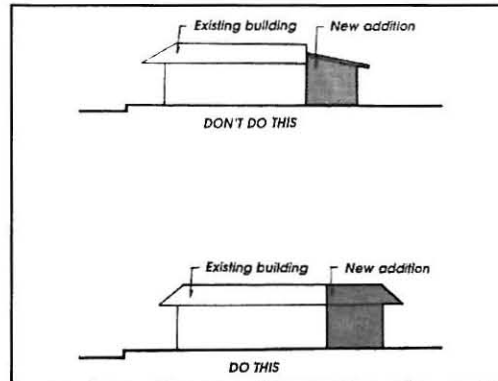 Existing building New addition
DON'T DO THIS
Existing building New addition
DO THIS